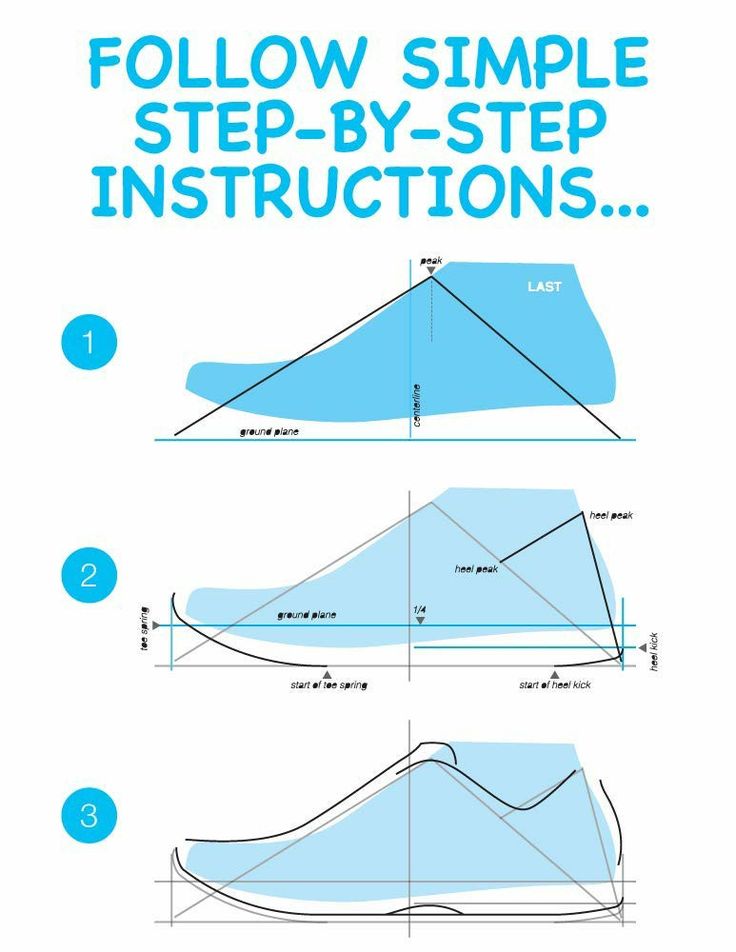 FOLLOW SIMPLE
STEP-BY-STEP
INSTRUCTIONS...
peak
LAST
1
centerline
ground plane
heel peak
2
heel peak
1/4
ground plane
toe spring
heel kick
start of toe spring
start of heel kick
3